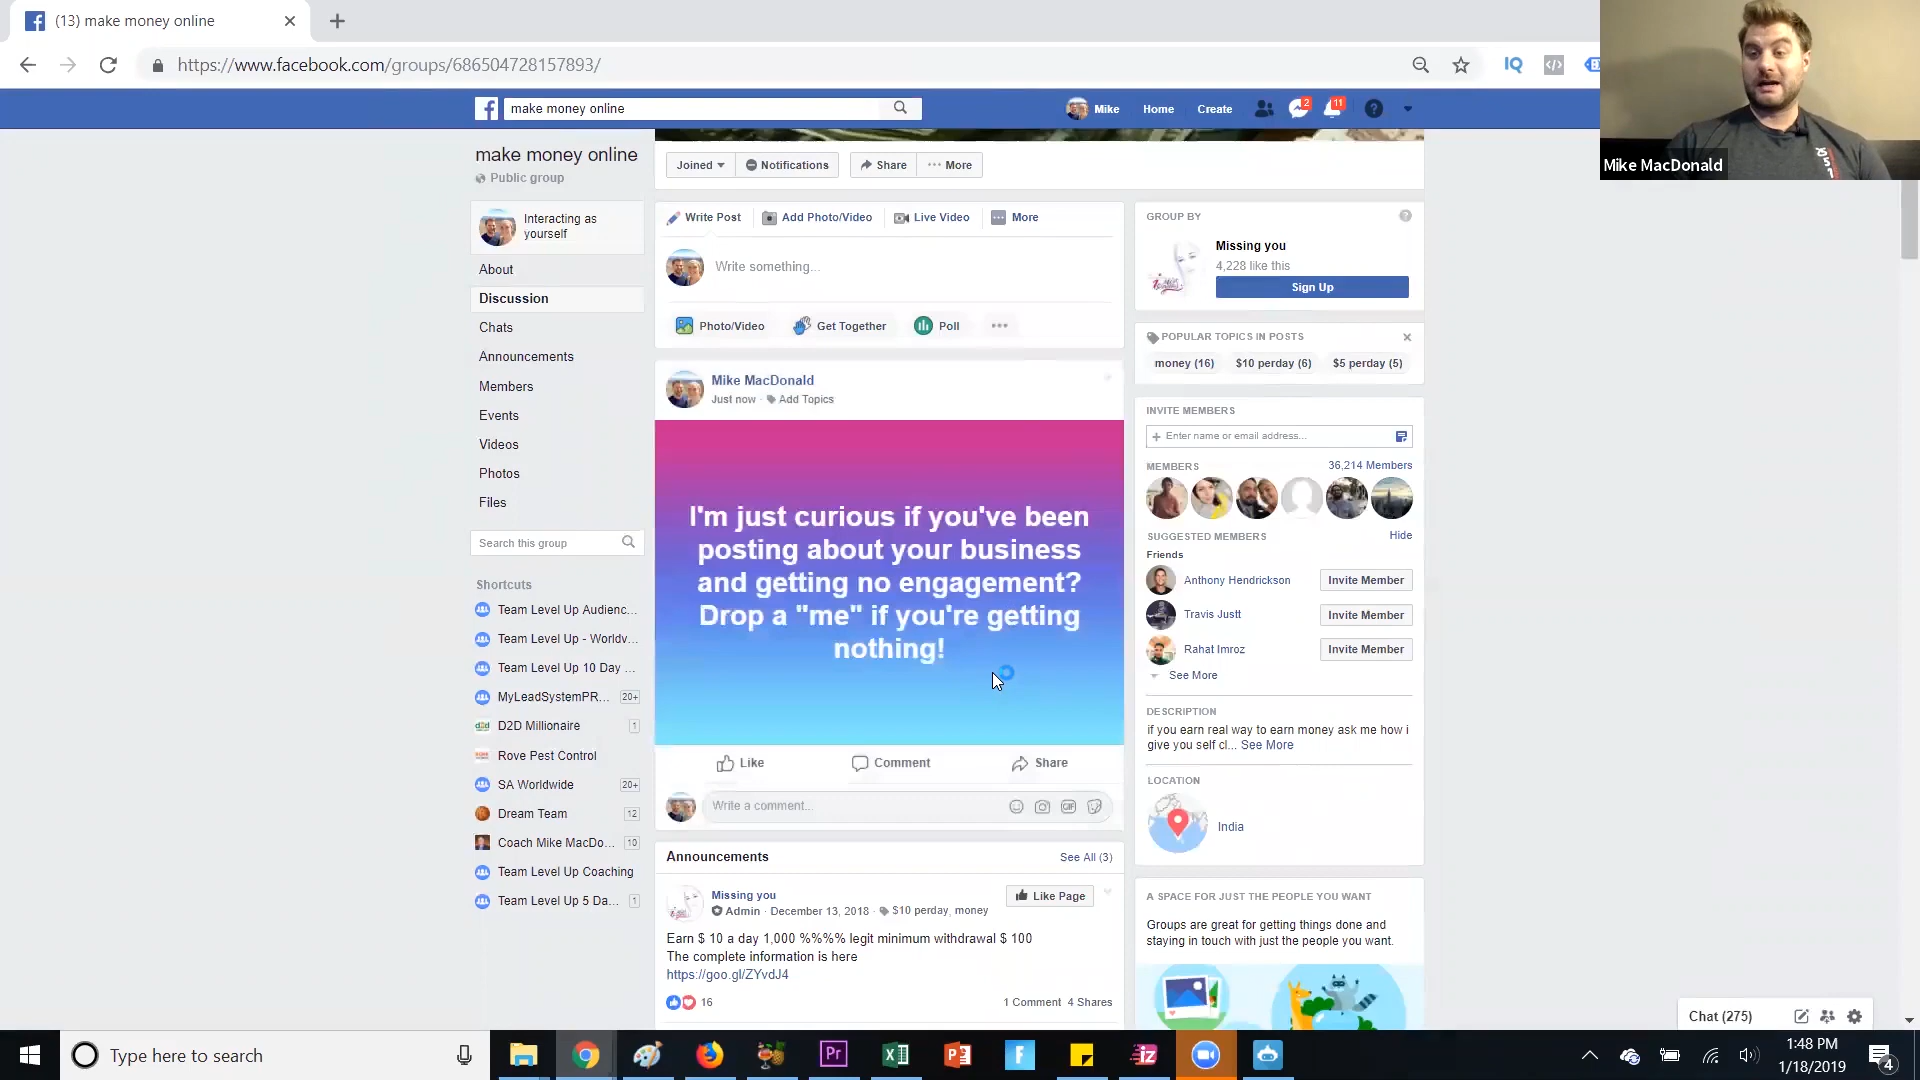 (13) make money online
https://www.facebook.com/groups/686504728157893/
IQ
Mike MacDonald
make money online
Mike
Home
Create
2
11
make money online
Public group
Interacting as
yourself
About
Discussion
Chats
Announcements
Members
Events
Videos
Photos
Files
Search this group
Shortcuts
Team Level Up Audienc...
Team Level Up - Worldv...
Team Level Up 10 Day ...
MyLeadSystemPR... 20+
D2D Millionaire 1
Rove Pest Control
SA Worldwide 20+
Dream Team 12
Coach Mike MacDo... 10
Team Level Up Coaching
Team Level Up 5 Da... 1
Joined
Notifications
Share
More
Write Post
Add Photo/Video
Live Video
More
Write something...
Photo/Video
Get Together
Poll
Mike MacDonald
Just now · Add Topics
I'm just curious if you've been
posting about your business
and getting no engagement?
Drop a "me" if you're getting
nothing!
Like
Comment
Share
Write a comment...
GIF
Announcements
See All (3)
Missing you
Admin · December 13, 2018 · $10 perday, money
Like Page
Earn $ 10 a day 1,000 %%%% legit minimum withdrawal $ 100
The complete information is here
https://goo.gl/ZYvdJ4
16
1 Comment 4 Shares
GROUP BY
Missing you
4,228 like this
Sign Up
POPULAR TOPICS IN POSTS
money (16)
$10 perday (6)
$5 perday (5)
INVITE MEMBERS
+ Enter name or email address...
MEMBERS
36,214 Members
SUGGESTED MEMBERS
Hide
Friends
Anthony Hendrickson
Invite Member
Travis Justt
Invite Member
Rahat Imroz
Invite Member
See More
DESCRIPTION
if you earn real way to earn money ask me how i
give you self cl... See More
LOCATION
India
A SPACE FOR JUST THE PEOPLE YOU WANT
Groups are great for getting things done and
staying in touch with just the people you want.
Chat (275)
Type here to search
Pr
F
iz
1:48 PM
1/18/2019
4